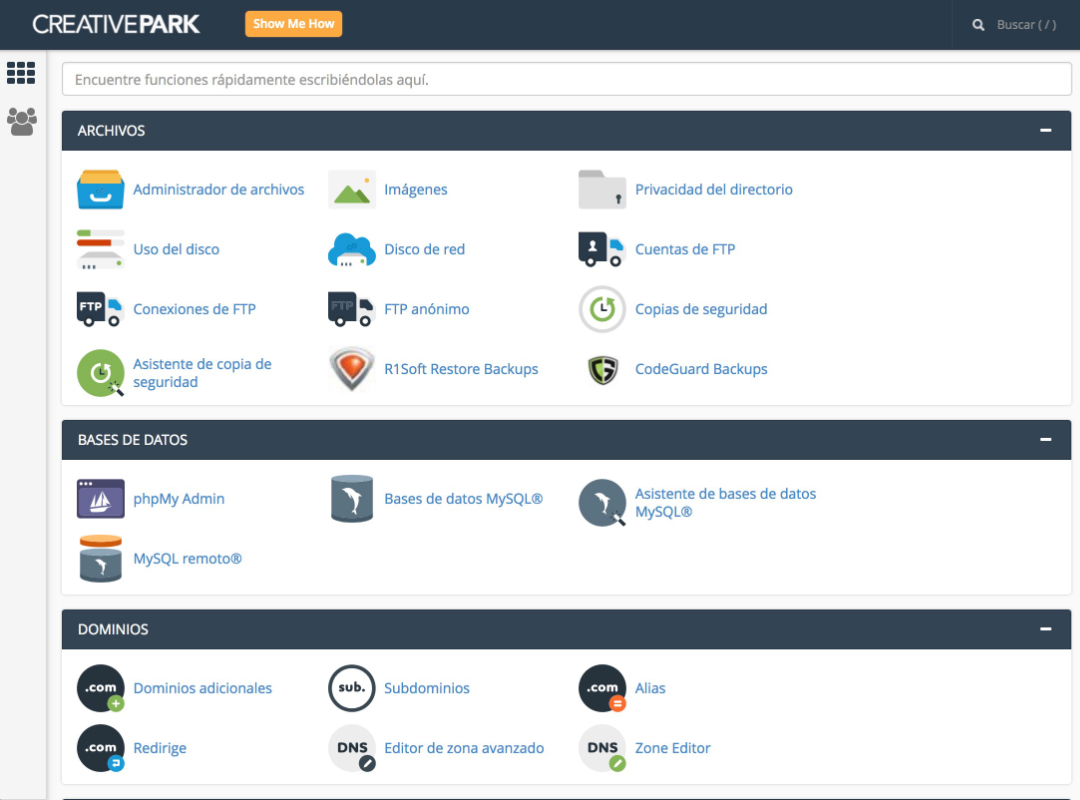 CREATIVEPARK
Show Me How
Buscar ( / )
Encuentre funciones rápidamente escribiéndolas aquí.
ARCHIVOS
Administrador de archivos
Imágenes
Privacidad del directorio
Uso del disco
Disco de red
Cuentas de FTP
FTP
Conexiones de FTP
FTP
FTP anónimo
Copias de seguridad
Asistente de copia de
seguridad
R1Soft Restore Backups
CodeGuard Backups
BASES DE DATOS
phpMy Admin
Bases de datos MySQL®
Asistente de bases de datos
MySQL®
MySQL remoto®
DOMINIOS
.com
Dominios adicionales
sub.
Subdominios
.com
Alias
.com
Redirige
DNS
Editor de zona avanzado
DNS
Zone Editor